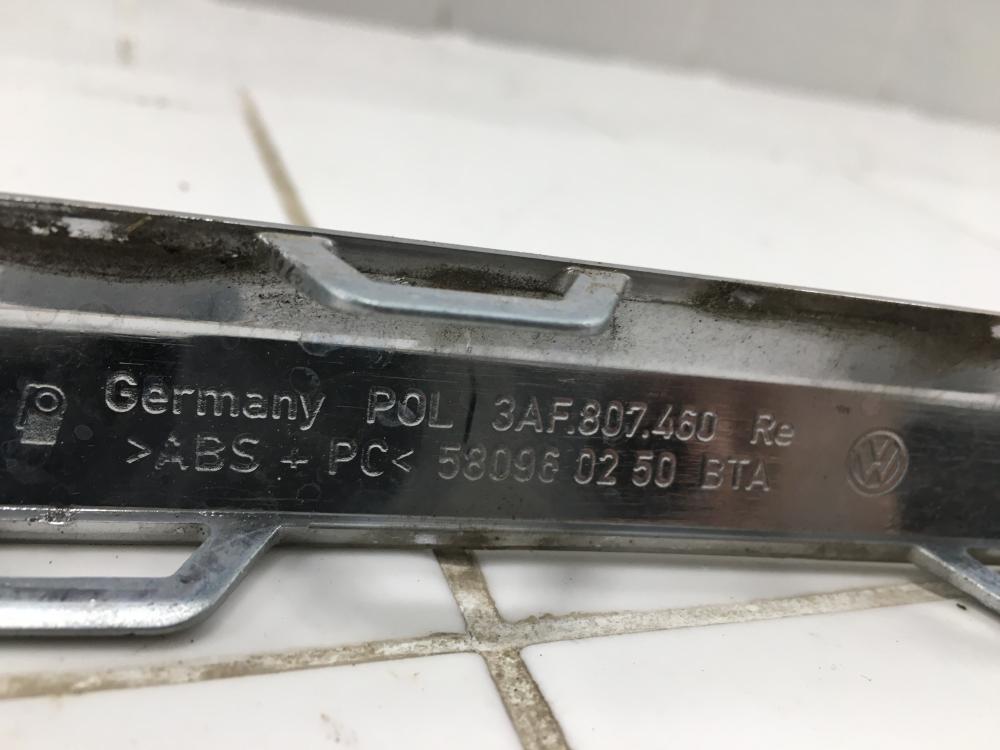 Germany POL 3AF.807.460 Re
>ABS + PC< 58096 02 50 BTA